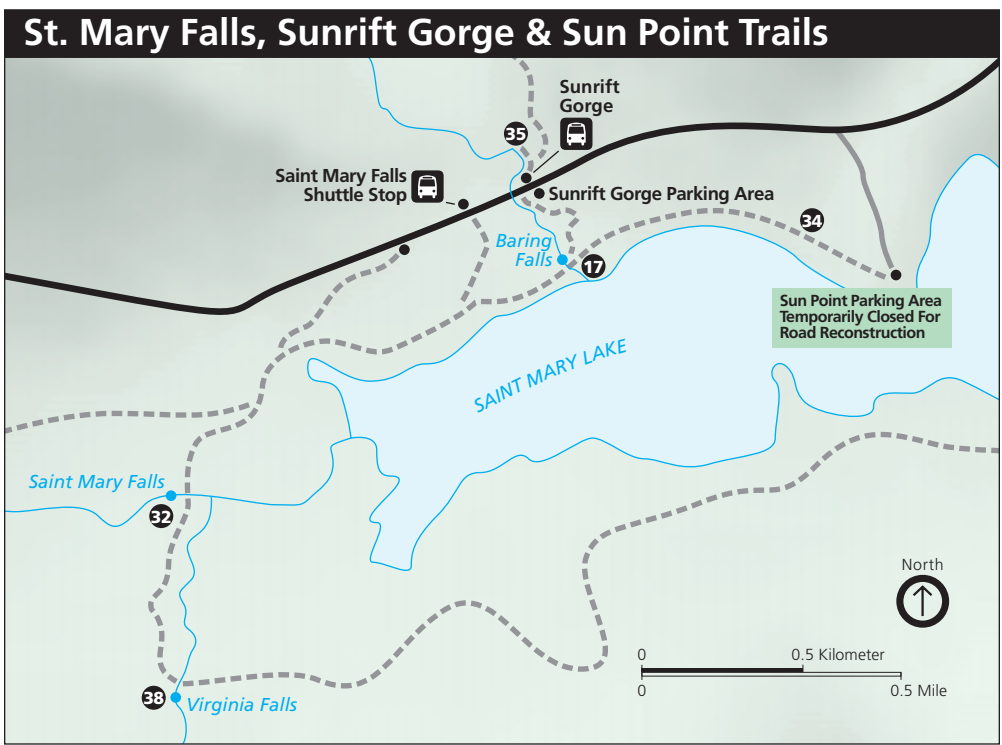 St. Mary Falls, Sunrift Gorge & Sun Point Trails
Sunrift
Gorge
35
Saint Mary Falls
Shuttle Stop
Sunrift Gorge Parking Area
34
Baring
Falls
17
Sun Point Parking Area
Temporarily Closed For
Road Reconstruction
SAINT MARY LAKE
Saint Mary Falls
32
North
0
0.5 Kilometer
0
0.5 Mile
38
Virginia Falls